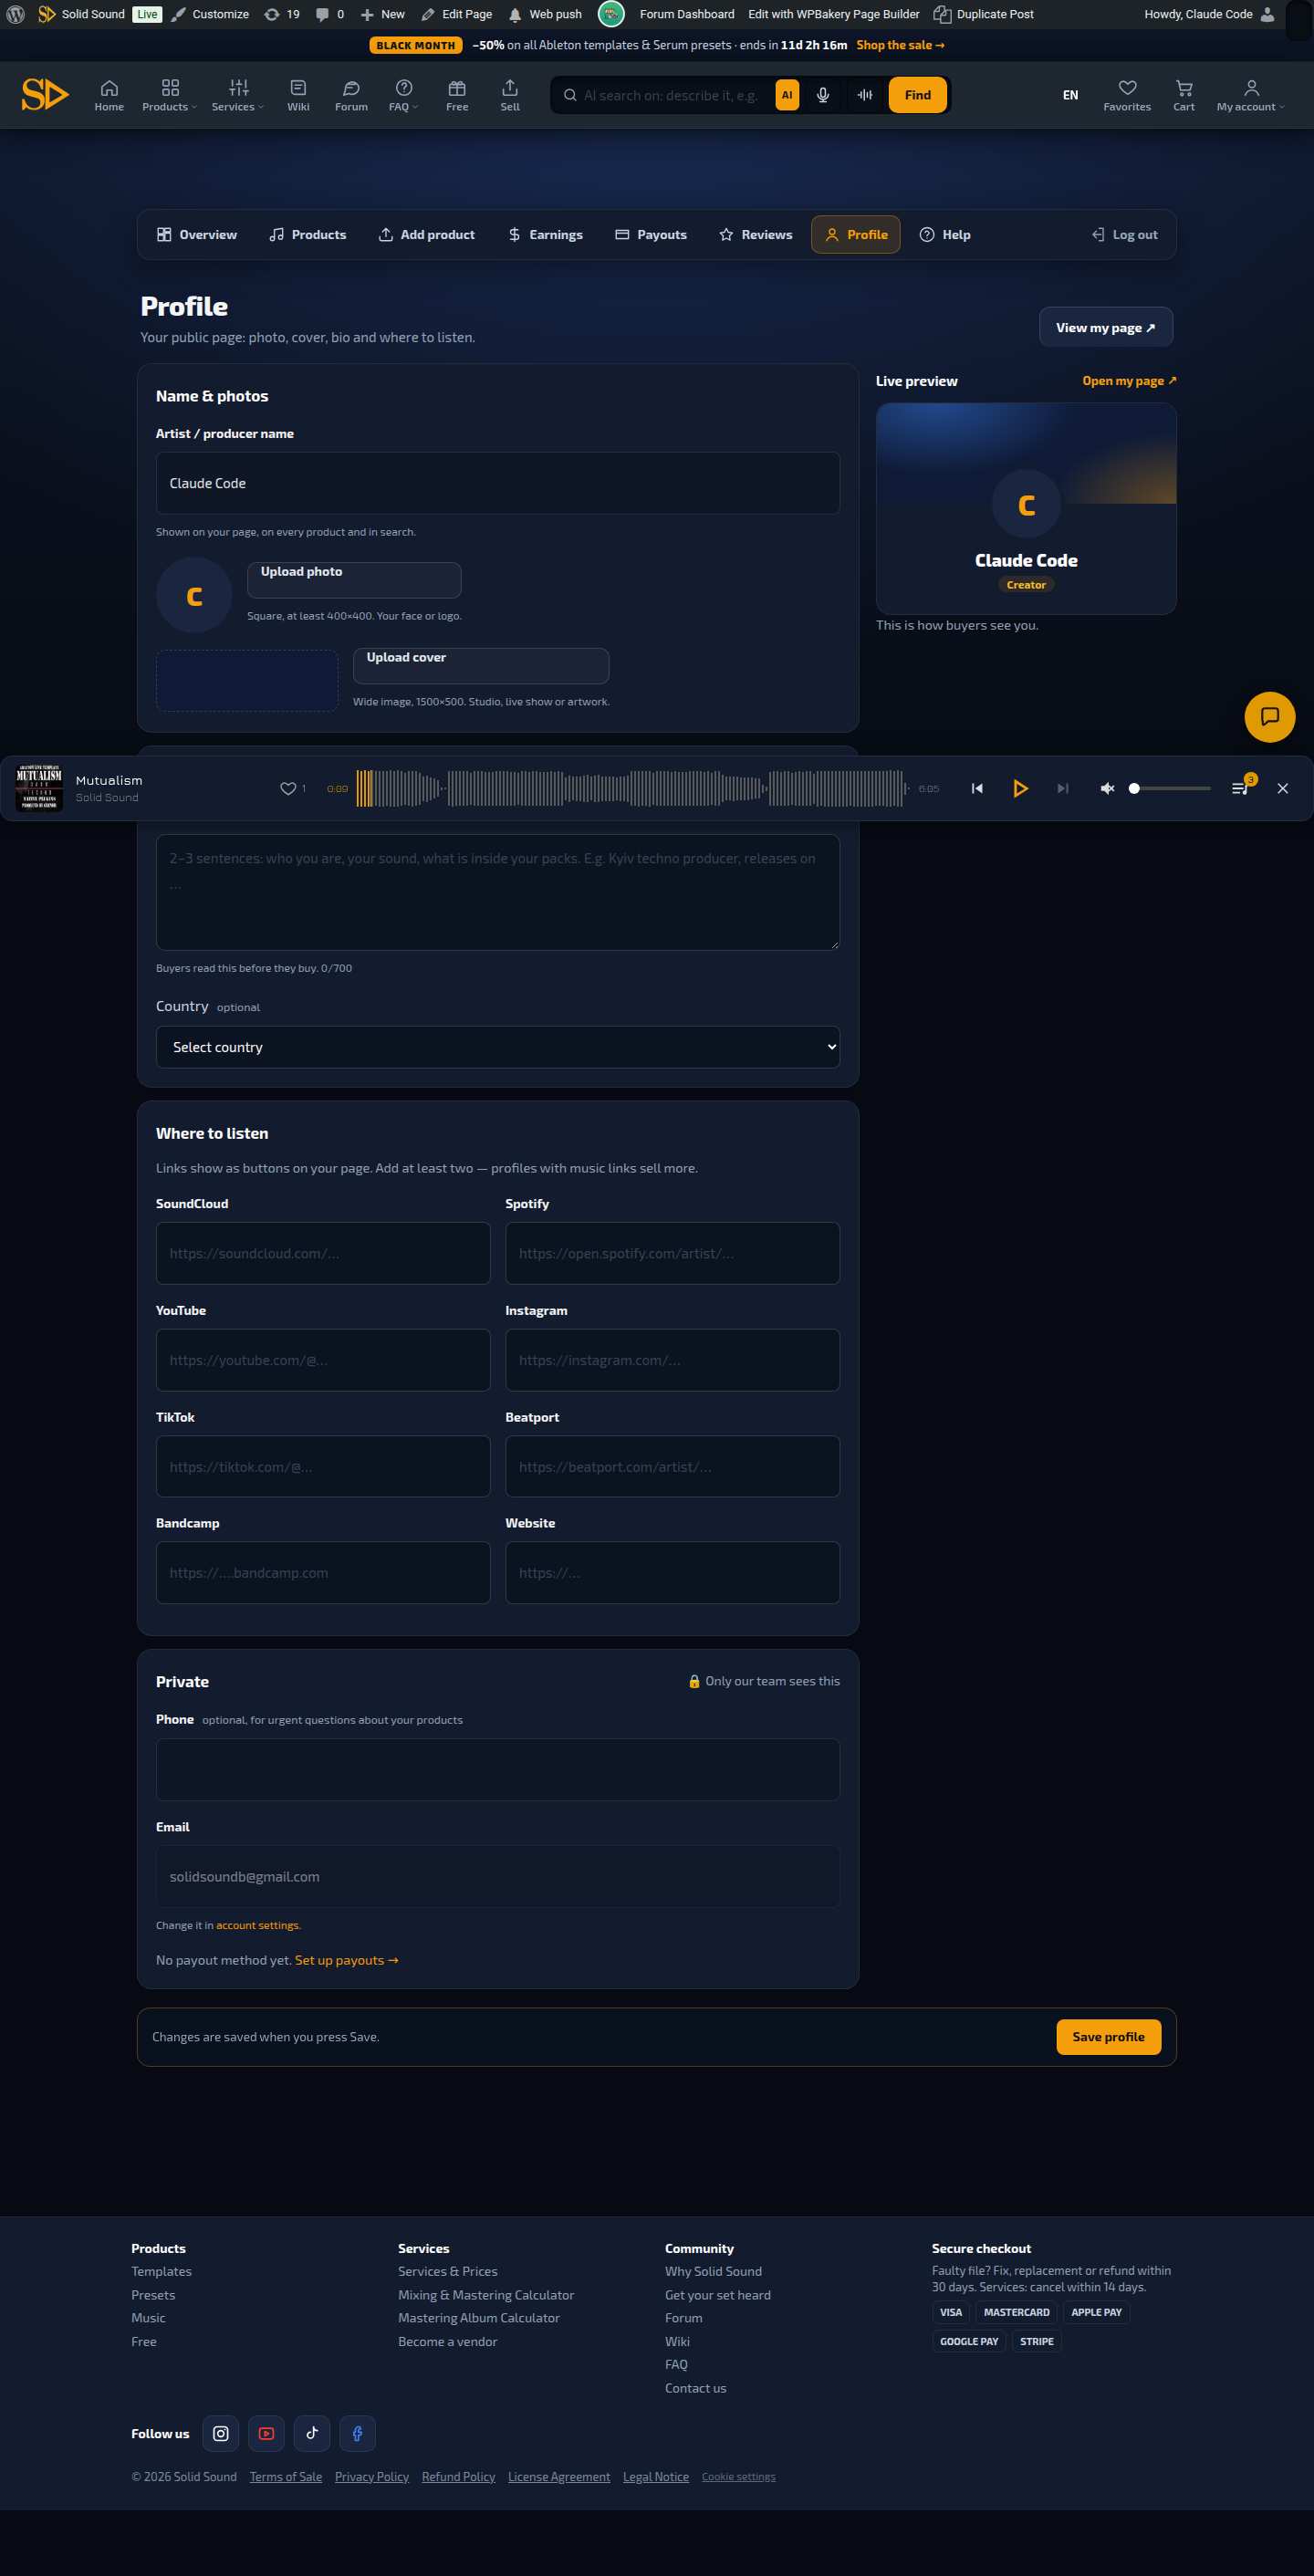 Solid Sound
Live
Customize
19
0
New
Edit Page
Web push
Forum Dashboard
Edit with WPBakery Page Builder
Duplicate Post
Howdy, Claude Code
BLACK MONTH −50% on all Ableton templates & Serum presets · ends in 11d 2h 16m Shop the sale →
Home
Products
Services
Wiki
Forum
FAQ
Free
Sell
AI search on: describe it, e.g.
AI
Find
EN
Favorites
Cart
My account
Overview
Products
Add product
Earnings
Payouts
Reviews
Profile
Help
Log out
Profile
Your public page: photo, cover, bio and where to listen.
View my page ↗
Name & photos
Artist / producer name
Claude Code
Shown on your page, on every product and in search.
C
Upload photo
Square, at least 400×400. Your face or logo.
Upload cover
Wide image, 1500×500. Studio, live show or artwork.
Live preview
Open my page ↗
C
Claude Code
Creator
This is how buyers see you.
MUTUALISM
Mutualism
Solid Sound
1
0:09
6:05
3
2–3 sentences: who you are, your sound, what is inside your packs. E.g. Kyiv techno producer, releases on
…
Buyers read this before they buy. 0/700
Country optional
Select country
Where to listen
Links show as buttons on your page. Add at least two — profiles with music links sell more.
SoundCloud
https://soundcloud.com/…
Spotify
https://open.spotify.com/artist/…
YouTube
https://youtube.com/@…
Instagram
https://instagram.com/…
TikTok
https://tiktok.com/@…
Beatport
https://beatport.com/artist/…
Bandcamp
https://….bandcamp.com
Website
https://…
Private
🔒 Only our team sees this
Phone optional, for urgent questions about your products
Email
solidsoundb@gmail.com
Change it in account settings.
No payout method yet. Set up payouts →
Changes are saved when you press Save.
Save profile
Products
Templates
Presets
Music
Free
Services
Services & Prices
Mixing & Mastering Calculator
Mastering Album Calculator
Become a vendor
Community
Why Solid Sound
Get your set heard
Forum
Wiki
FAQ
Contact us
Secure checkout
Faulty file? Fix, replacement or refund within
30 days. Services: cancel within 14 days.
VISA
MASTERCARD
APPLE PAY
GOOGLE PAY
STRIPE
Follow us
© 2026 Solid Sound Terms of Sale Privacy Policy Refund Policy License Agreement Legal Notice Cookie settings